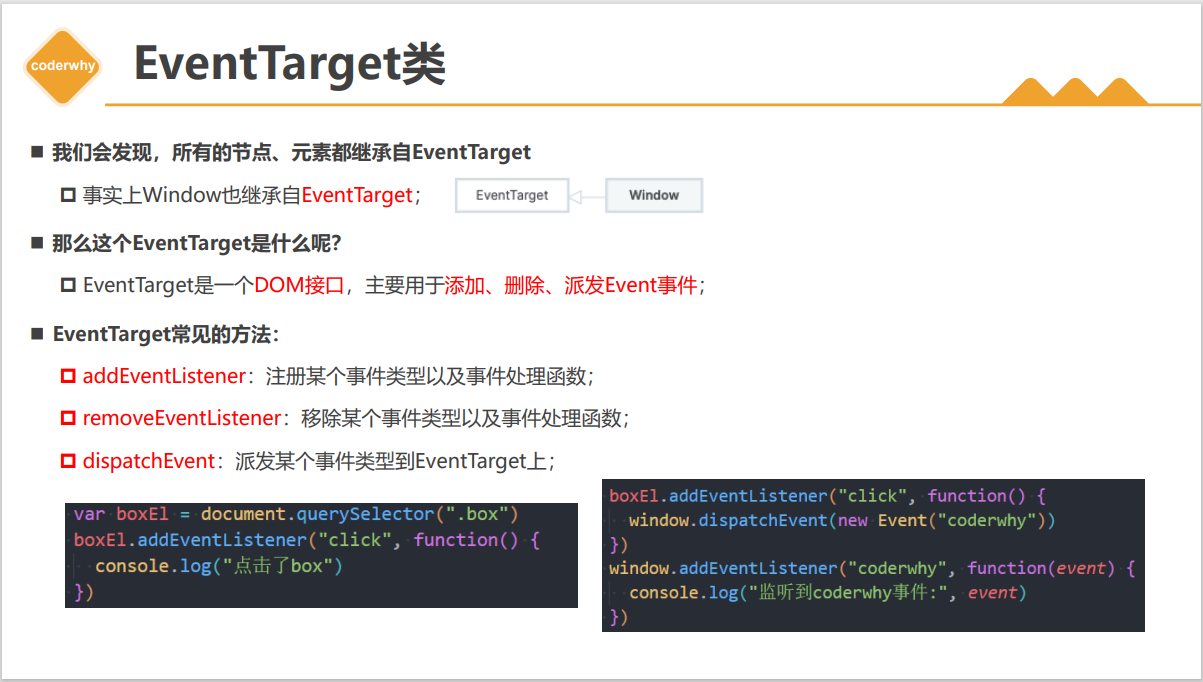 coderwhy
EventTarget类
我们会发现，所有的节点、元素都继承自EventTarget
事实上Window也继承自EventTarget；
EventTarget
Window
那么这个EventTarget是什么呢？
EventTarget是一个DOM接口，主要用于添加、删除、派发Event事件；
EventTarget常见的方法：
addEventListener：注册某个事件类型以及事件处理函数；
removeEventListener：移除某个事件类型以及事件处理函数；
dispatchEvent：派发某个事件类型到EventTarget上；
var boxEl = document.querySelector(".box")
boxEl.addEventListener("click", function() {
  console.log("点击了box")
})
boxEl.addEventListener("click", function() {
  window.dispatchEvent(new Event("coderwhy"))
})
window.addEventListener("coderwhy", function(event) {
  console.log("监听到coderwhy事件:", event)
})